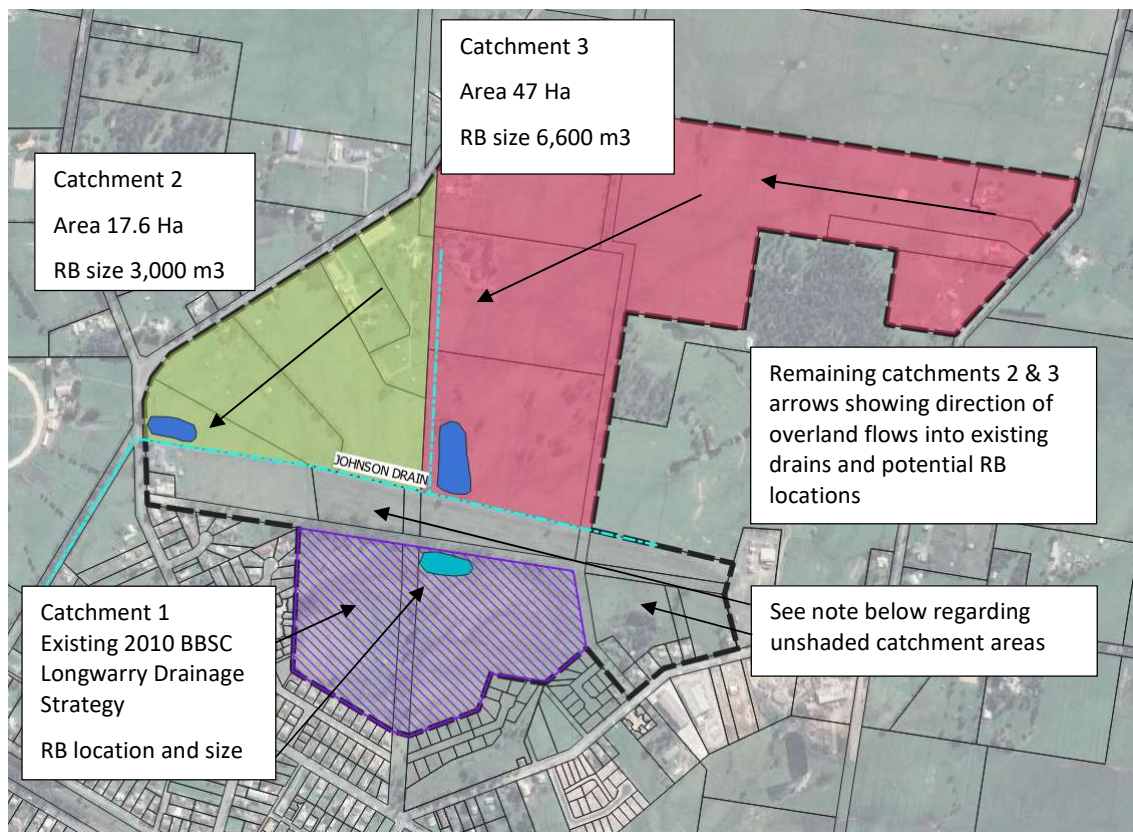 Catchment 3
Area 47 Ha
RB size 6,600 m3
Catchment 2
Area 17.6 Ha
RB size 3,000 m3
Remaining catchments 2 & 3
arrows showing direction of
overland flows into existing
drains and potential RB
locations
JOHNSON DRAIN
Catchment 1
Existing 2010 BBSC
Longwarry Drainage
Strategy
RB location and size
See note below regarding
unshaded catchment areas